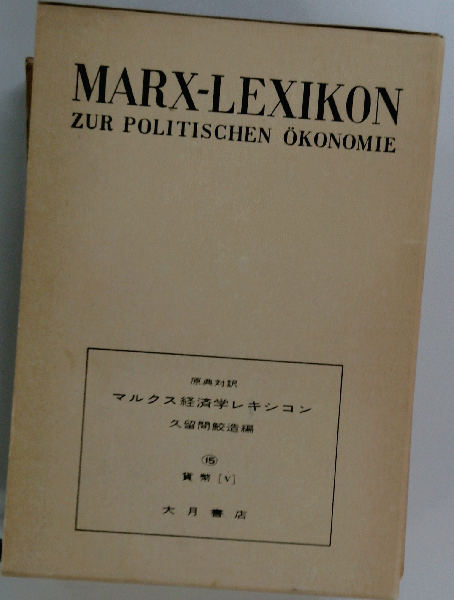 MARX-LEXIKON
ZUR POLITISCHEN ÖKONOMIE
原典対訳
マルクス経済学レキシコン
久留間鮫造編
⑮
貨幣[V]
大月書店